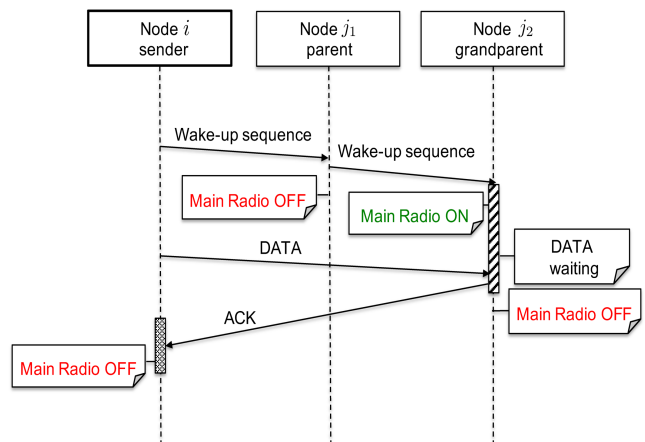 Node i
sender
Node j1
parent
Node j2
grandparent
Wake-up sequence
Wake-up sequence
Main Radio OFF
Main Radio ON
DATA
DATA
waiting
ACK
Main Radio OFF
Main Radio OFF